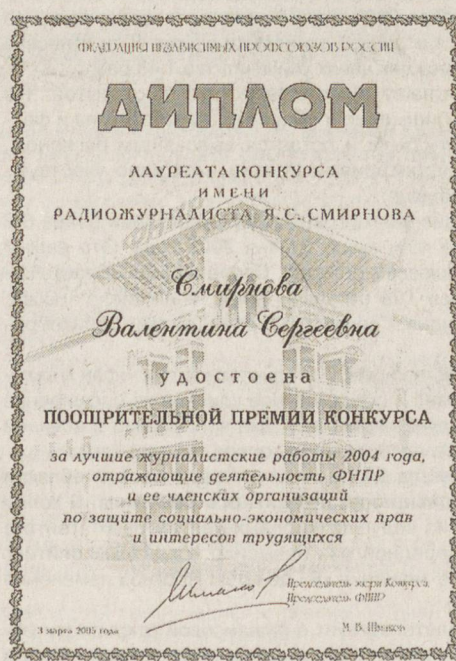 ФЕДЕРАЦИЯ НЕЗАВИСИМЫХ ПРОФСОЮЗОВ РОССИИ
ДИПЛОМ
ЛАУРЕАТА КОНКУРСА
ИМЕНИ
РАДИОЖУРНАЛИСТА Я.С. СМИРНОВА
Смирнова
Валентина Сергеевна
удостоена
ПООЩРИТЕЛЬНОЙ ПРЕМИИ КОНКУРСА
за лучшие журналистские работы 2004 года,
отражающие деятельность ФНПР
и ее членских организаций
по защите социально-экономических прав
и интересов трудящихся
Председатель жюри Конкурса,
Председатель ФНПР
3 марта 2005 года
М. В. Шмаков